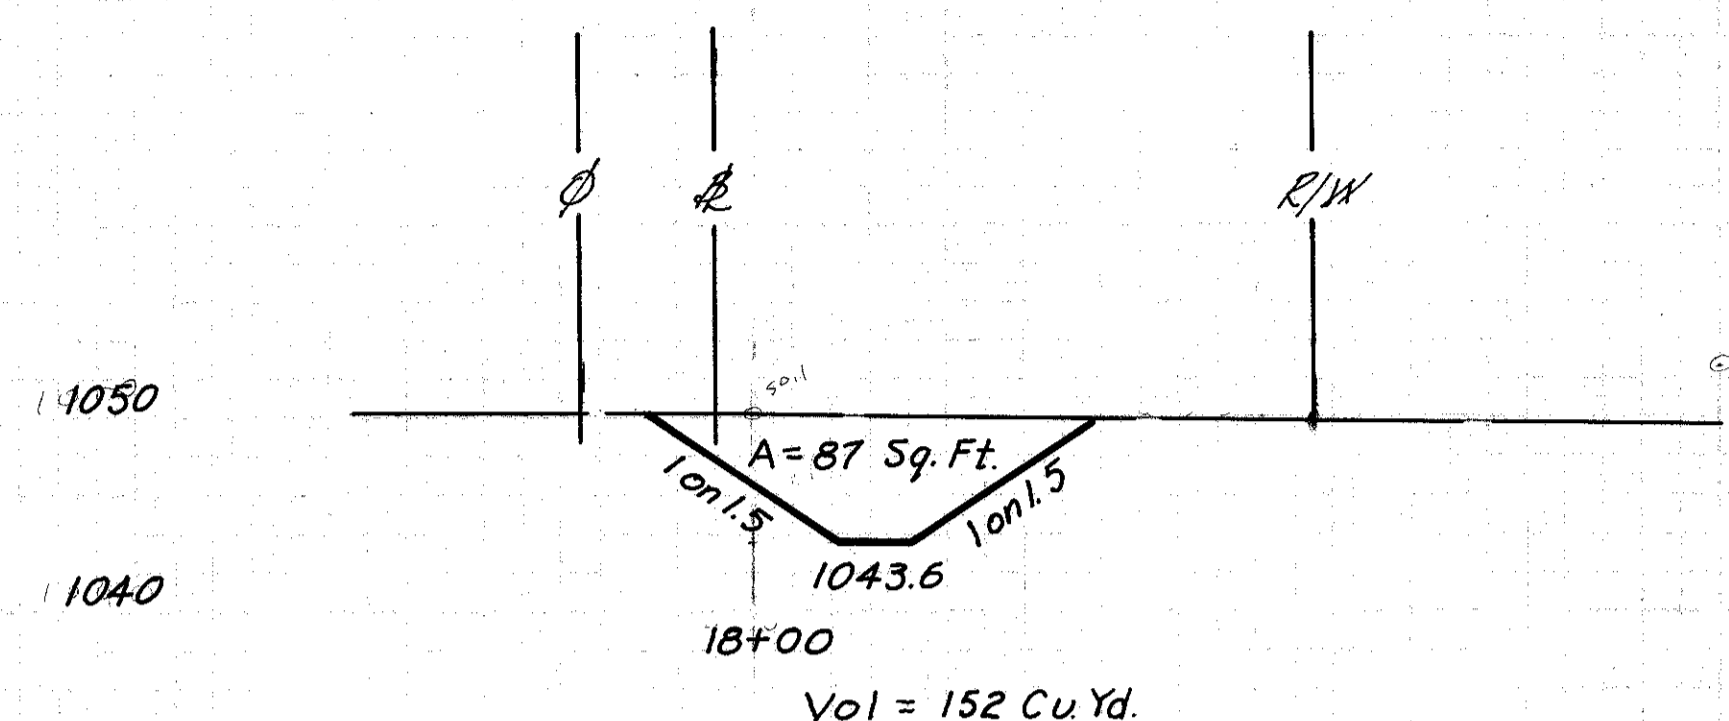 R/W
soil
1050
A = 87 Sq. Ft.
1 on 1.5
1 on 1.5
1043.6
1040
18+00
Vol = 152 Cu. Yd.